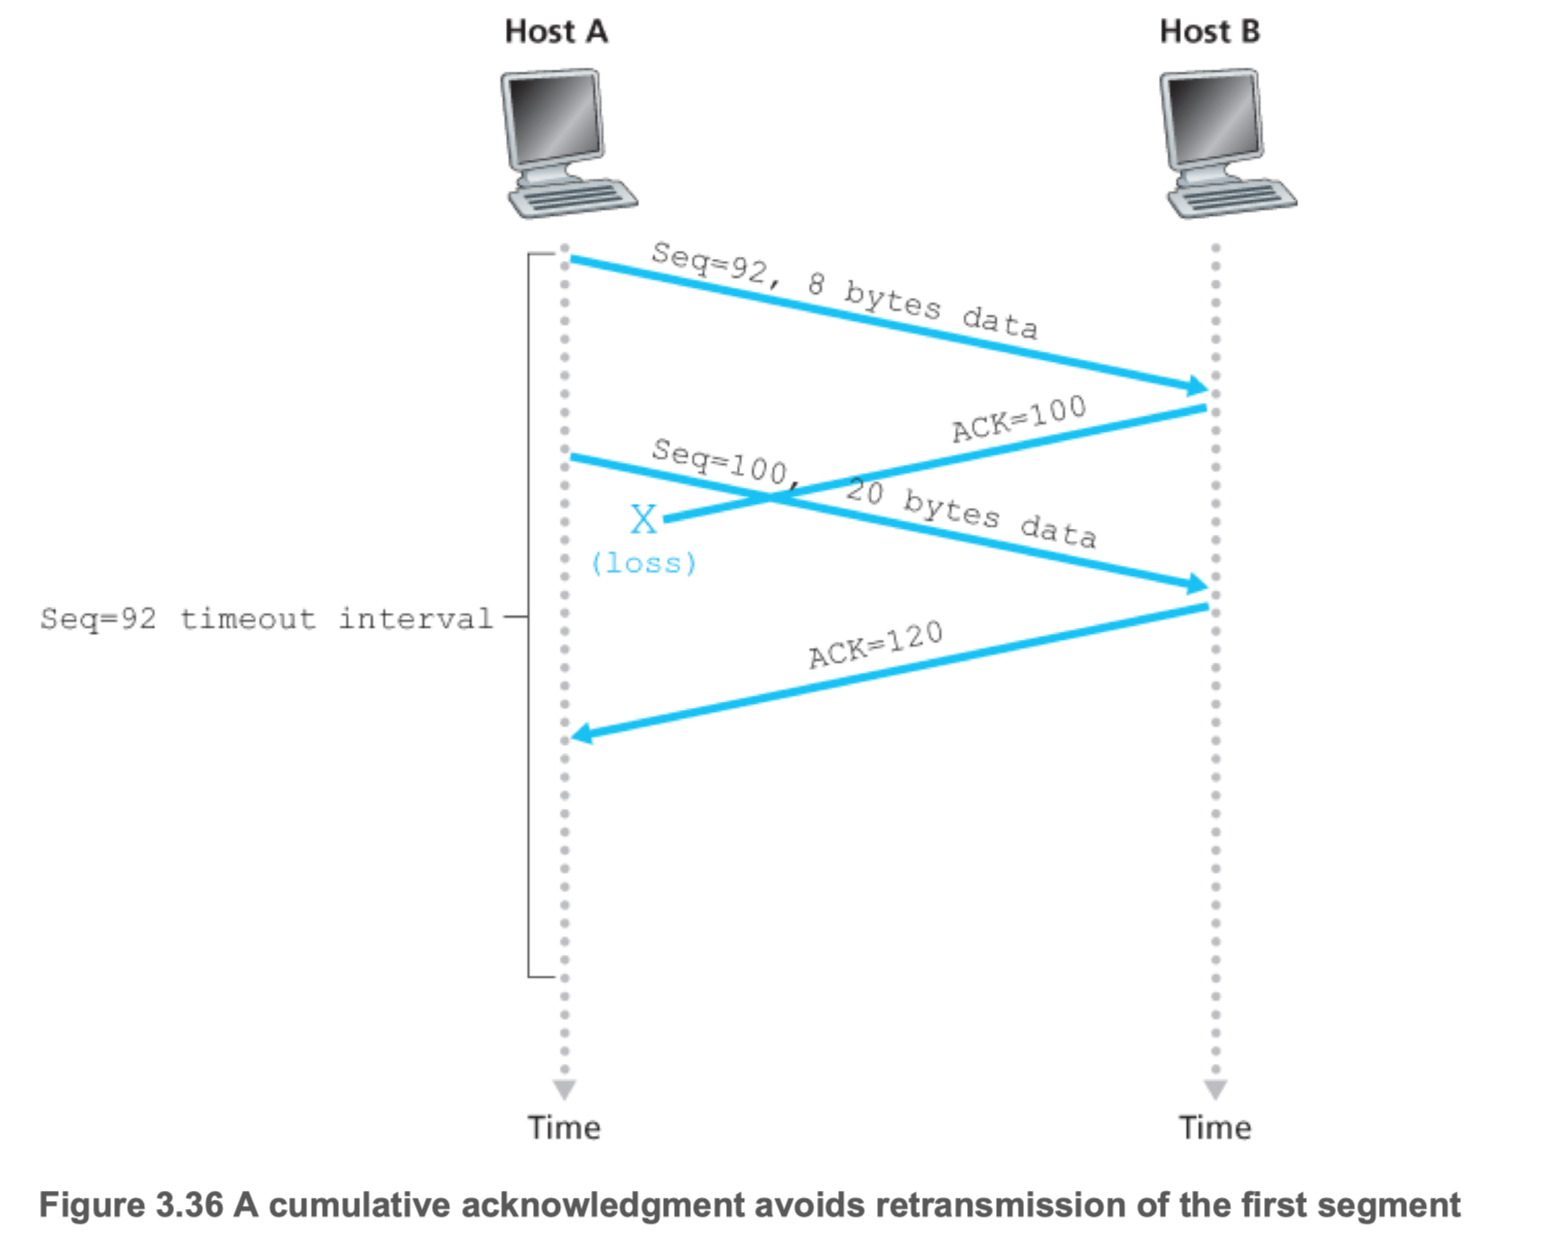 Host A
Host B
Seq=92, 8 bytes data
ACK=100
Seq=100, 20 bytes data
X
(loss)
Seq=92 timeout interval
ACK=120
Time
Time
Figure 3.36 A cumulative acknowledgment avoids retransmission of the first segment